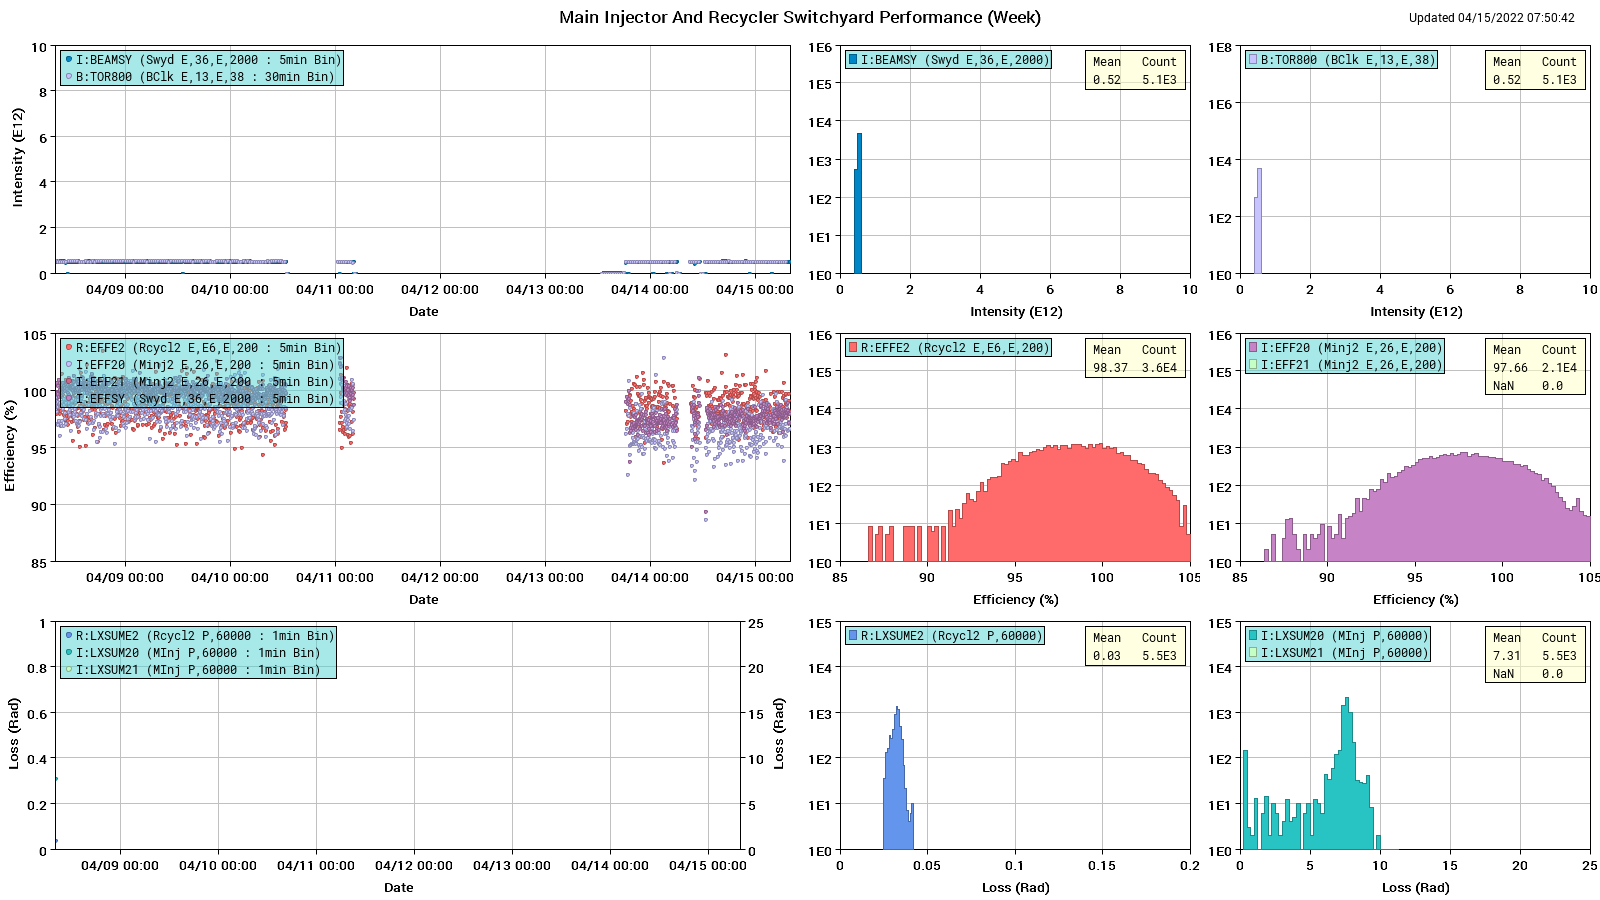 Main Injector And Recycler Switchyard Performance (Week)
Updated 04/15/2022 07:50:42
I:BEAMSY (Swyd E,36,E,2000 : 5min Bin)
B:TOR800 (BClk E,13,E,38 : 30min Bin)
10
8
6
4
2
0
Intensity (E12)
04/09 00:00 04/10 00:00 04/11 00:00 04/12 00:00 04/13 00:00 04/14 00:00 04/15 00:00
Date
I:BEAMSY (Swyd E,36,E,2000)
Mean Count
0.52 5.1E3
1E6
1E5
1E4
1E3
1E2
1E1
1E0
0 2 4 6 8 10
Intensity (E12)
B:TOR800 (BClk E,13,E,38)
Mean Count
0.52 5.1E3
1E8
1E6
1E4
1E2
1E0
0 2 4 6 8 10
Intensity (E12)
R:EFFE2 (Rcycl2 E,E6,E,200 : 5min Bin)
I:EFF20 (Minj2 E,26,E,200 : 5min Bin)
I:EFF21 (Minj2 E,26,E,200 : 5min Bin)
I:EFFSY (Swyd E,36,E,2000 : 5min Bin)
105
100
95
90
85
Efficiency (%)
04/09 00:00 04/10 00:00 04/11 00:00 04/12 00:00 04/13 00:00 04/14 00:00 04/15 00:00
Date
R:EFFE2 (Rcycl2 E,E6,E,200)
Mean Count
98.37 3.6E4
1E6
1E5
1E4
1E3
1E2
1E1
1E0
85 90 95 100 105
Efficiency (%)
I:EFF20 (Minj2 E,26,E,200)
I:EFF21 (Minj2 E,26,E,200)
Mean Count
97.66 2.1E4
NaN 0.0
1E6
1E5
1E4
1E3
1E2
1E1
1E0
85 90 95 100 105
Efficiency (%)
R:LXSUME2 (Rcycl2 P,60000 : 1min Bin)
I:LXSUM20 (MInj P,60000 : 1min Bin)
I:LXSUM21 (MInj P,60000 : 1min Bin)
1
0.8
0.6
0.4
0.2
0
Loss (Rad)
25
20
15
10
5
0
Loss (Rad)
04/09 00:00 04/10 00:00 04/11 00:00 04/12 00:00 04/13 00:00 04/14 00:00 04/15 00:00
Date
R:LXSUME2 (Rcycl2 P,60000)
Mean Count
0.03 5.5E3
1E5
1E4
1E3
1E2
1E1
1E0
0 0.05 0.1 0.15 0.2
Loss (Rad)
I:LXSUM20 (MInj P,60000)
I:LXSUM21 (MInj P,60000)
Mean Count
7.31 5.5E3
NaN 0.0
1E5
1E4
1E3
1E2
1E1
1E0
0 5 10 15 20 25
Loss (Rad)